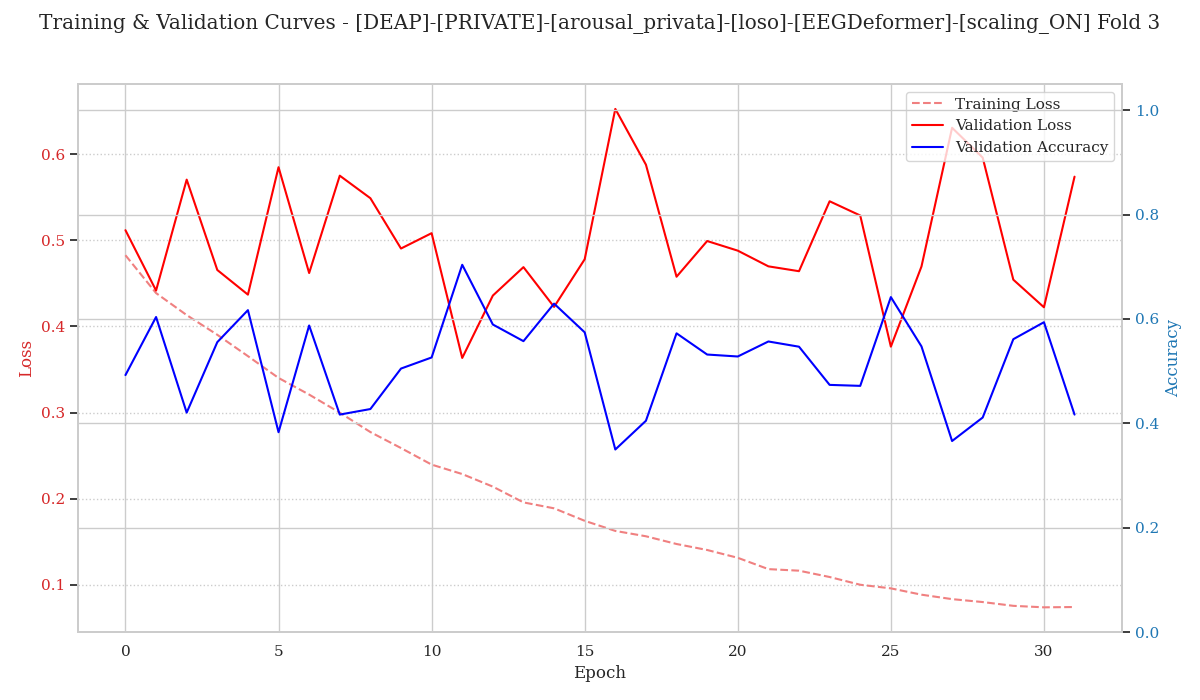 Training & Validation Curves - [DEAP]-[PRIVATE]-[arousal_privata]-[loso]-[EEGDeformer]-[scaling_ON] Fold 3
Training Loss
Validation Loss
Validation Accuracy
Loss
0.6
0.5
0.4
0.3
0.2
0.1
1.0
0.8
0.6
0.4
0.2
0.0
Accuracy
0 5 10 15 20 25 30
Epoch